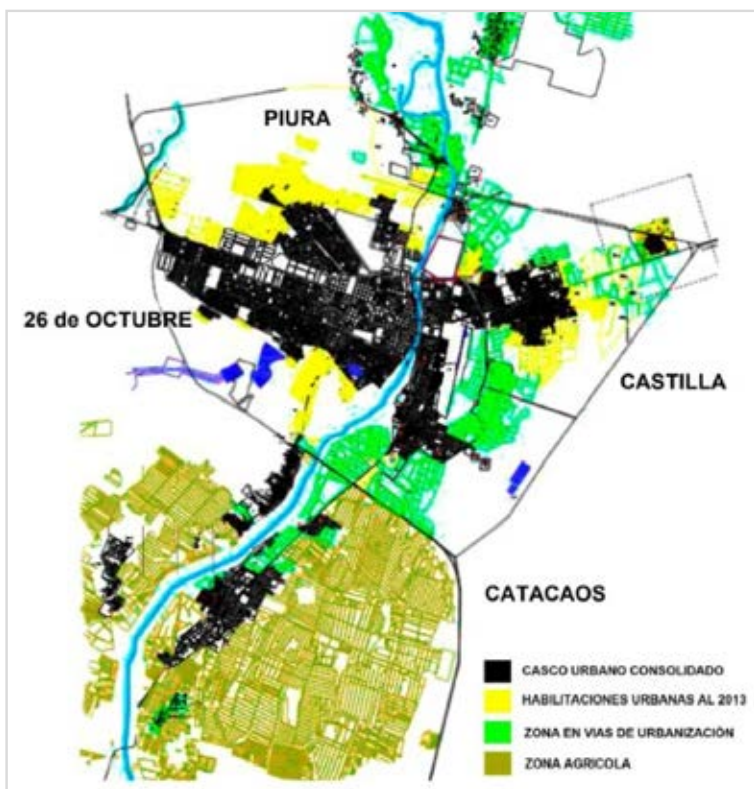 PIURA
26 de OCTUBRE
CASTILLA
CATACAOS
CASCO URBANO CONSOLIDADO
HABILITACIONES URBANAS AL 2013
ZONA EN VIAS DE URBANIZACIÓN
ZONA AGRICOLA